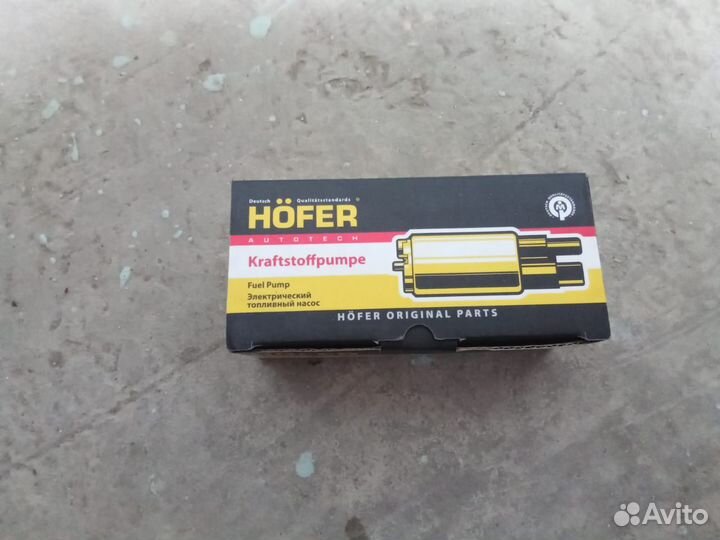 Deutsch Qualitätsstandards
HÖFER®
AUTOTECH
Kraftstoffpumpe
Fuel Pump
Электрический
топливный насос
HÖFER ORIGINAL PARTS
Avito